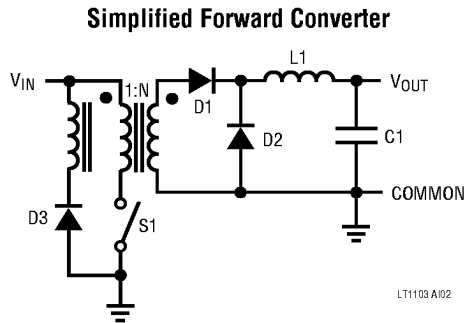 Simplified Forward Converter
VIN
1:N
D1
L1
VOUT
D2
C1
D3
S1
COMMON
LT1103 AI02